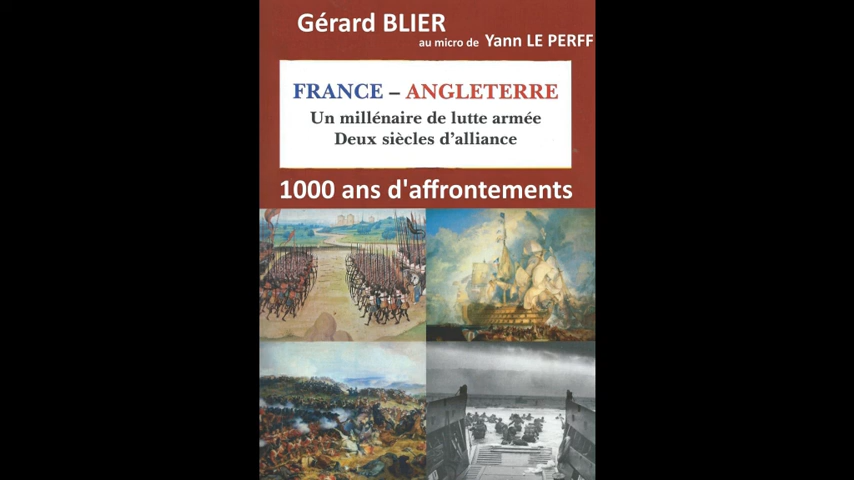 Gérard BLIER
au micro de Yann LE PERFF
FRANCE – ANGLETERRE
Un millénaire de lutte armée
Deux siècles d'alliance
1000 ans d'affrontements